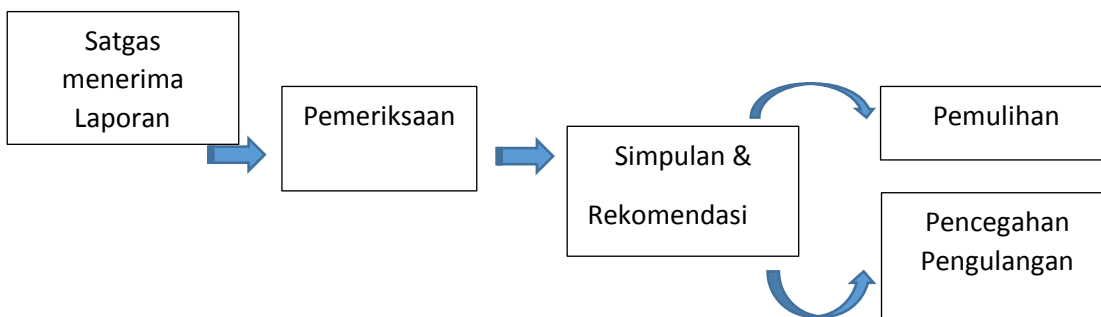 Satgas
menerima
Laporan
Pemeriksaan
Simpulan &
Rekomendasi
Pemulihan
Pencegahan
Pengulangan